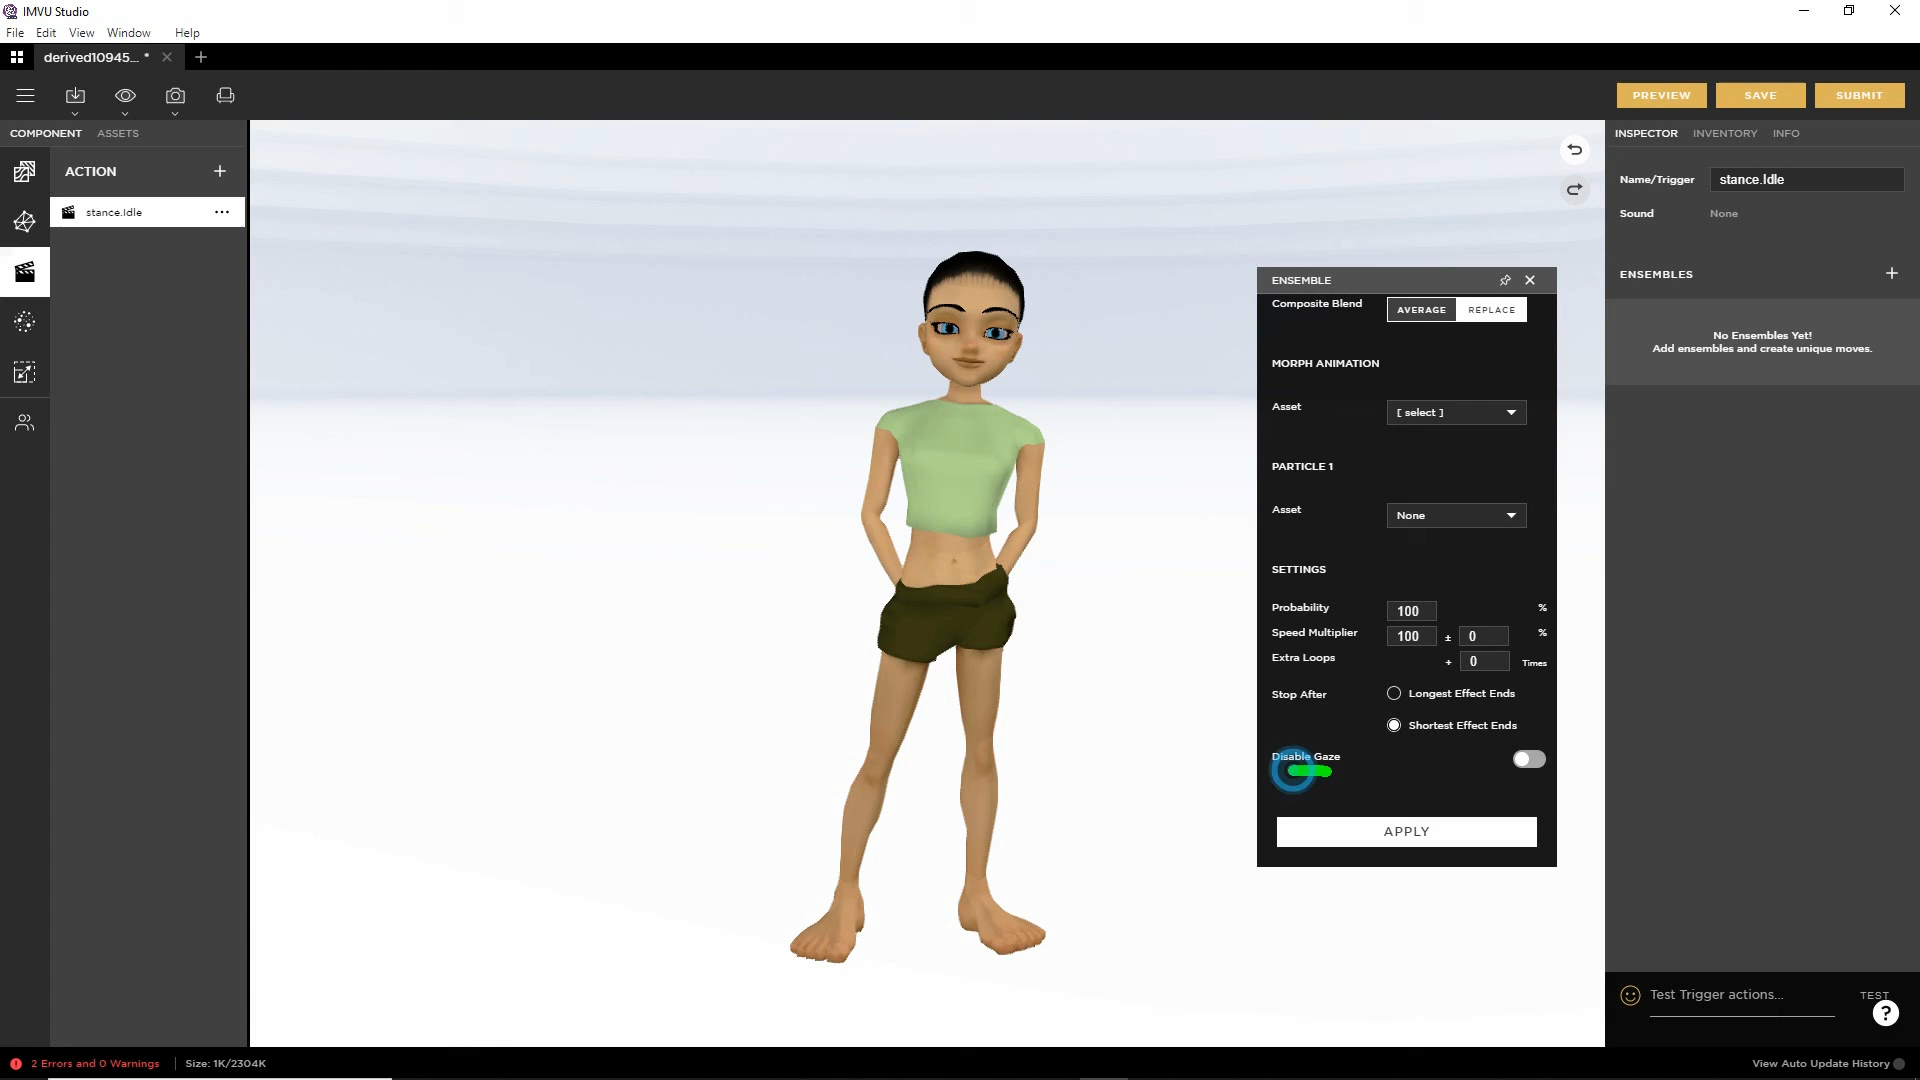 IMVU Studio
File Edit View Window Help
derived10945... *
PREVIEW SAVE SUBMIT
COMPONENT ASSETS
INSPECTOR INVENTORY INFO
ACTION
stance.Idle
Name/Trigger stance.Idle
Sound None
ENSEMBLES
No Ensembles Yet!
Add ensembles and create unique moves.
ENSEMBLE
Composite Blend AVERAGE REPLACE
MORPH ANIMATION
Asset [ select ]
PARTICLE 1
Asset None
SETTINGS
Probability 100 %
Speed Multiplier 100 ± 0 %
Extra Loops + 0 Times
Stop After Longest Effect Ends
Shortest Effect Ends
Disable Gaze
APPLY
Test Trigger actions... TEST
?
2 Errors and 0 Warnings Size: 1K/2304K
View Auto Update History